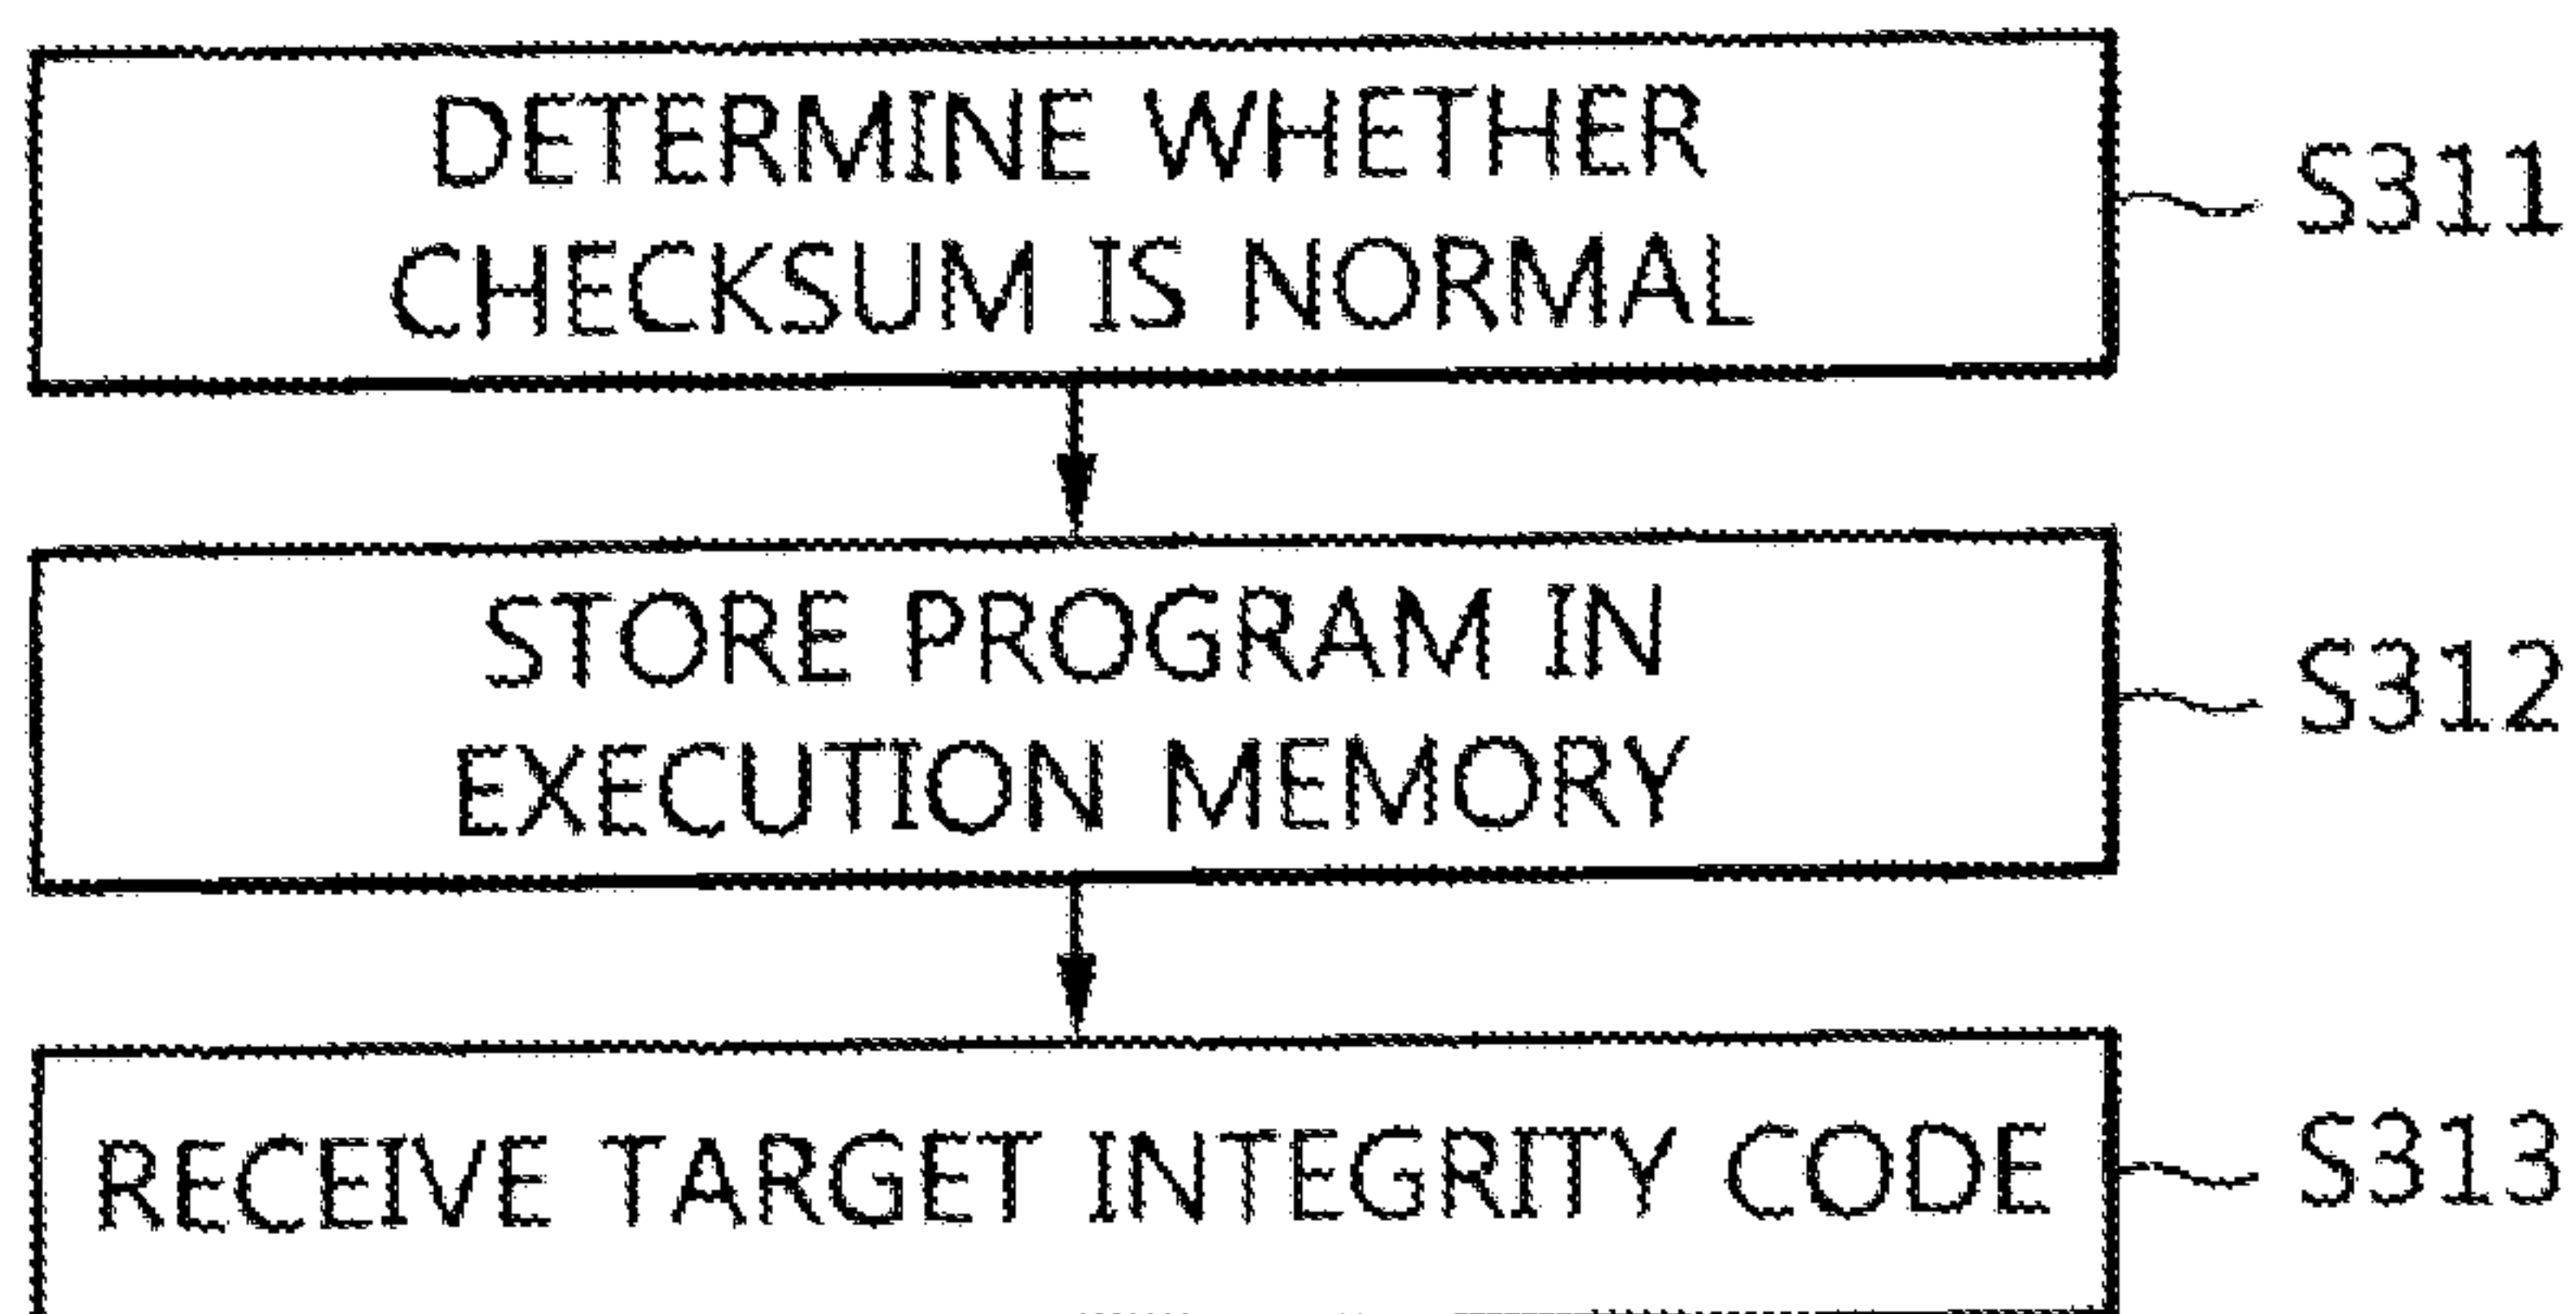 DETERMINE WHETHER
CHECKSUM IS NORMAL
S311
STORE PROGRAM IN
EXECUTION MEMORY
S312
RECEIVE TARGET INTEGRITY CODE
S313